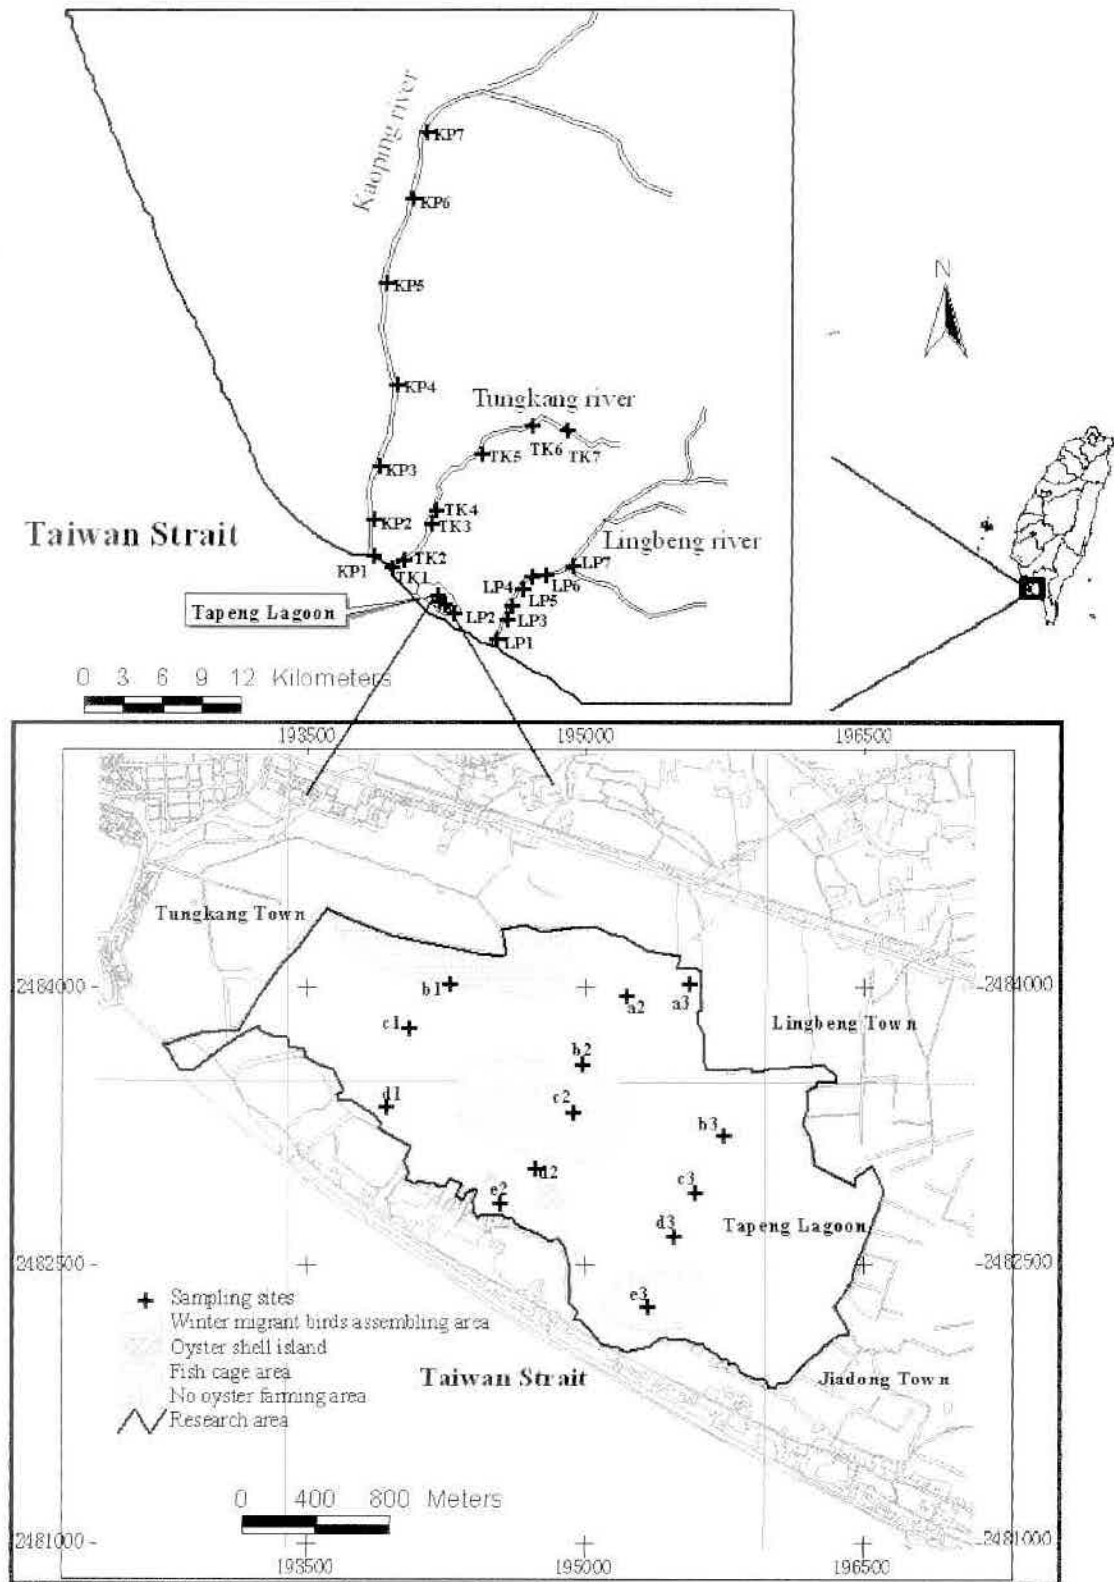 Kaoping river
KP7
KP6
KP5
N
KP4
Tungkang river
TK5
TK6
TK7
KP3
TK4
TK3
KP2
Taiwan Strait
Lingbeng river
KP1
TK2
TK1
LP7
LP4
LP6
LP5
Tapeng Lagoon
LP2
LP3
LP1
0 3 6 9 12 Kilometers
193500 195000 196500
Tungkang Town
2484000
b1
a2
a3
2484000
Lingbeng Town
c1
b2
d1
c2
b3
d2
e2
c3
d3
Tapeng Lagoon
2482500
2482500
e3
Sampling sites
Winter migrant birds assembling area
Oyster shell island
Fish cage area
No oyster farming area
Research area
Taiwan Strait
Jiadong Town
0 400 800 Meters
2481000
2481000
193500 195000 196500